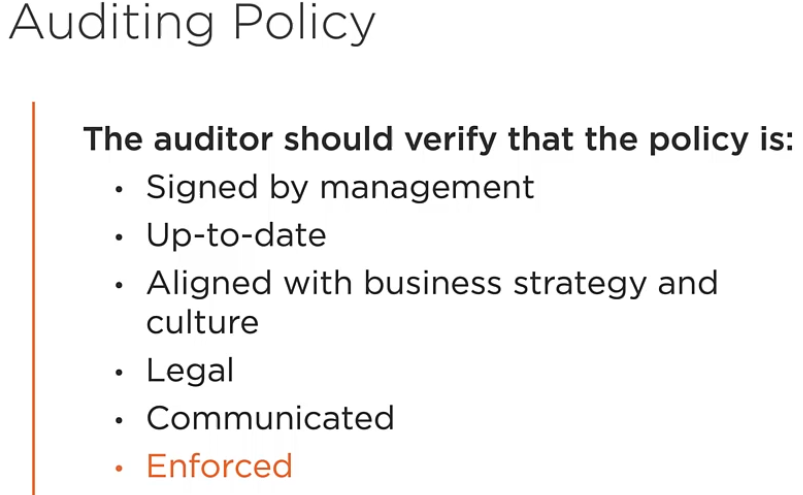 Auditing Policy
The auditor should verify that the policy is:
• Signed by management
• Up-to-date
• Aligned with business strategy and
culture
• Legal
• Communicated
• Enforced